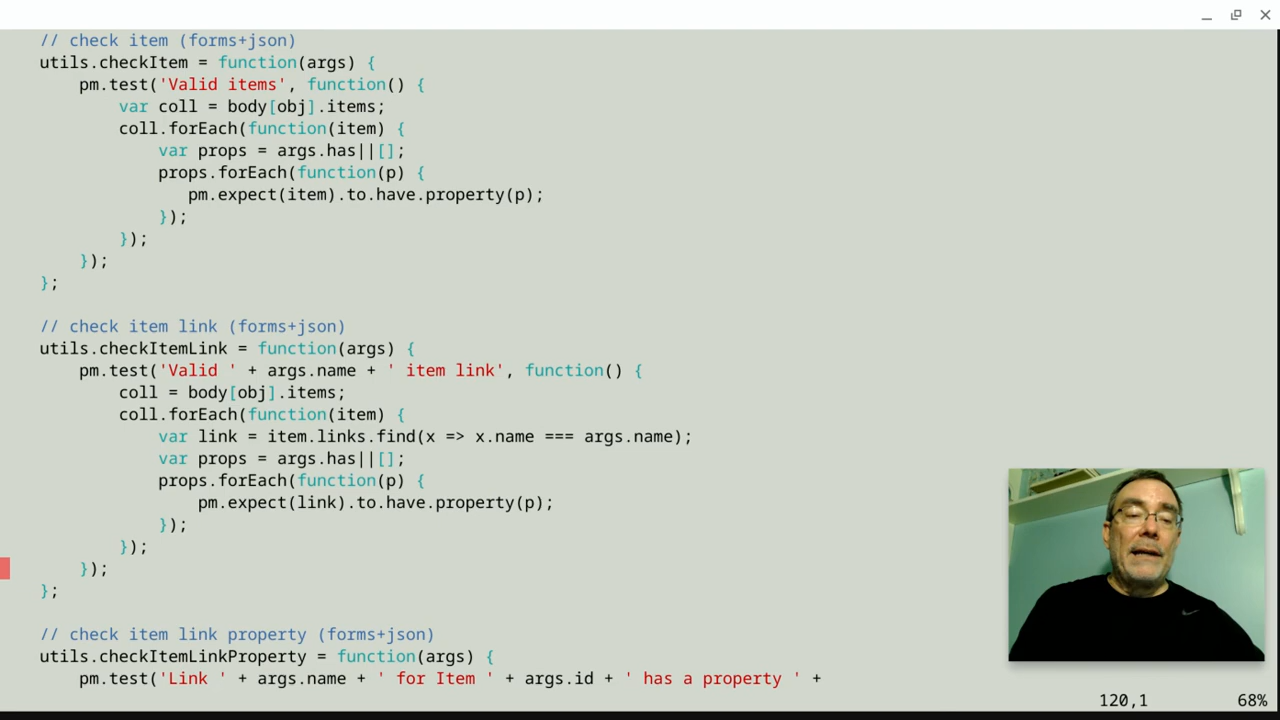 // check item (forms+json)
utils.checkItem = function(args) {
pm.test('Valid items', function() {
var coll = body[obj].items;
coll.forEach(function(item) {
var props = args.has||[];
props.forEach(function(p) {
pm.expect(item).to.have.property(p);
});
});
});
};
// check item link (forms+json)
utils.checkItemLink = function(args) {
pm.test('Valid ' + args.name + ' item link', function() {
coll = body[obj].items;
coll.forEach(function(item) {
var link = item.links.find(x => x.name === args.name);
var props = args.has||[];
props.forEach(function(p) {
pm.expect(link).to.have.property(p);
});
});
});
};
// check item link property (forms+json)
utils.checkItemLinkProperty = function(args) {
pm.test('Link ' + args.name + ' for Item ' + args.id + ' has a property ' +
120,1 68%